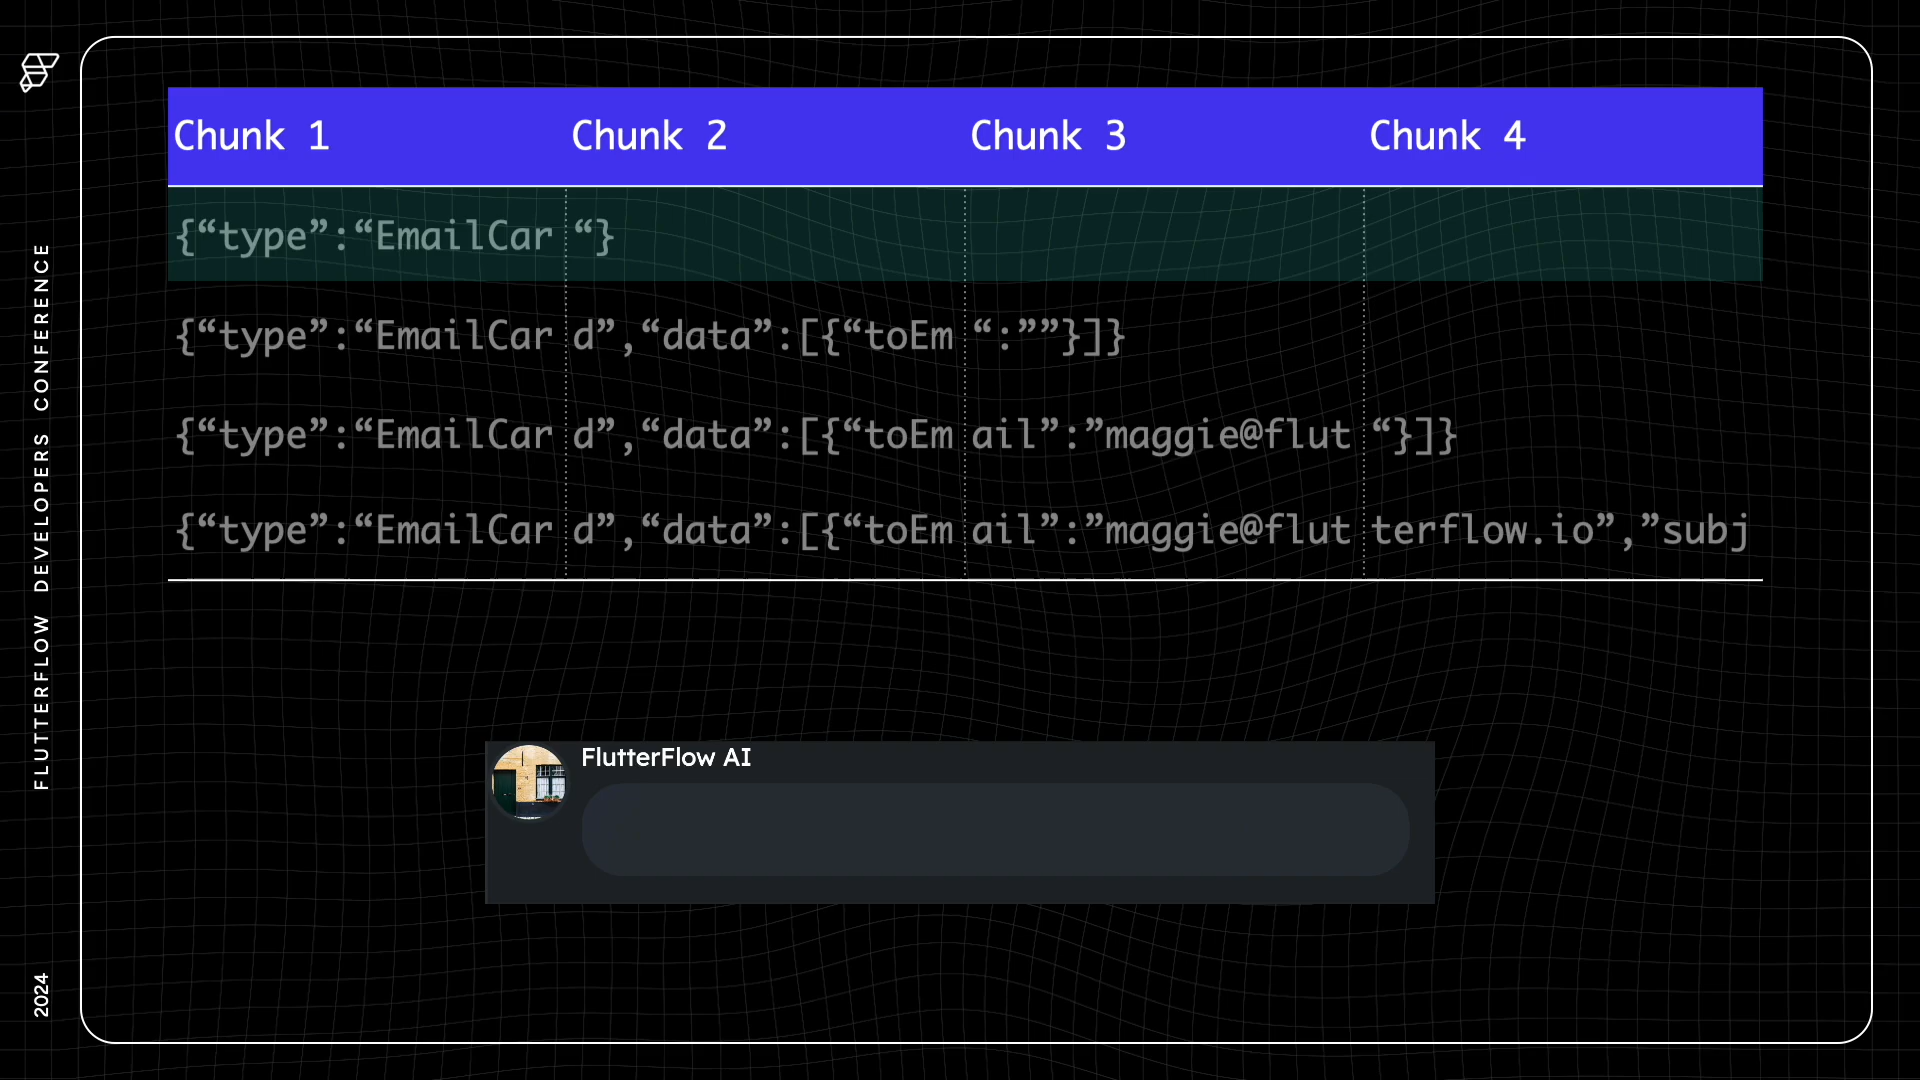 Chunk 1 Chunk 2 Chunk 3 Chunk 4
{“type”:“EmailCar “}
{“type”:“EmailCar d”,“data”:[{“toEm “:””}]}
{“type”:“EmailCar d”,“data”:[{“toEm ail”:”maggie@flut “}]}
{“type”:“EmailCar d”,“data”:[{“toEm ail”:”maggie@flut terflow.io”,”subj
FlutterFlow AI
FLUTTERFLOW DEVELOPERS CONFERENCE
2024